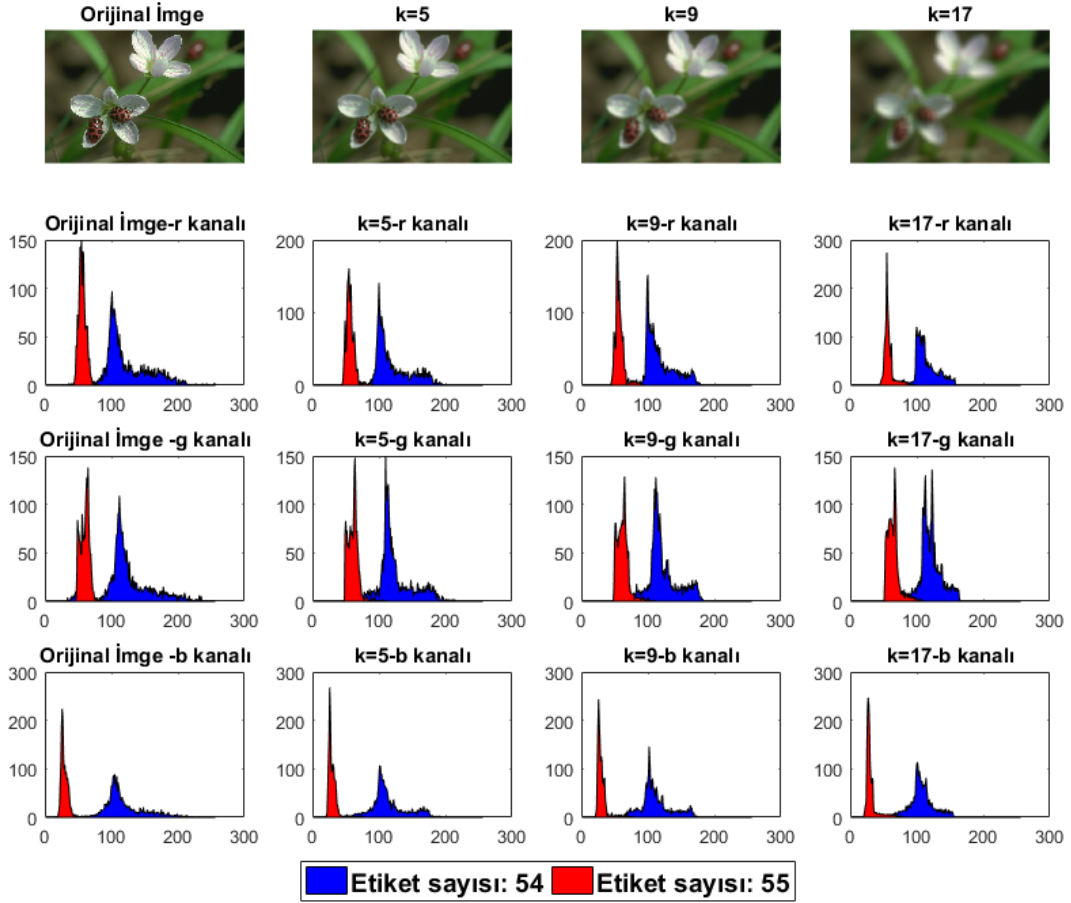 Orijinal İmge k=5 k=9 k=17
Orijinal İmge-r kanalı k=5-r kanalı k=9-r kanalı k=17-r kanalı
150 200 200 300
100 100 100 200
50 100
0 0 0 0
0 100 200 300 0 100 200 300 0 100 200 300 0 100 200 300
Orijinal İmge -g kanalı k=5-g kanalı k=9-g kanalı k=17-g kanalı
150 150 150 150
100 100 100 100
50 50 50 50
0 0 0 0
0 100 200 300 0 100 200 300 0 100 200 300 0 100 200 300
Orijinal İmge -b kanalı k=5-b kanalı k=9-b kanalı k=17-b kanalı
300 300 300 300
200 200 200 200
100 100 100 100
0 0 0 0
0 100 200 300 0 100 200 300 0 100 200 300 0 100 200 300
Etiket sayısı: 54 Etiket sayısı: 55